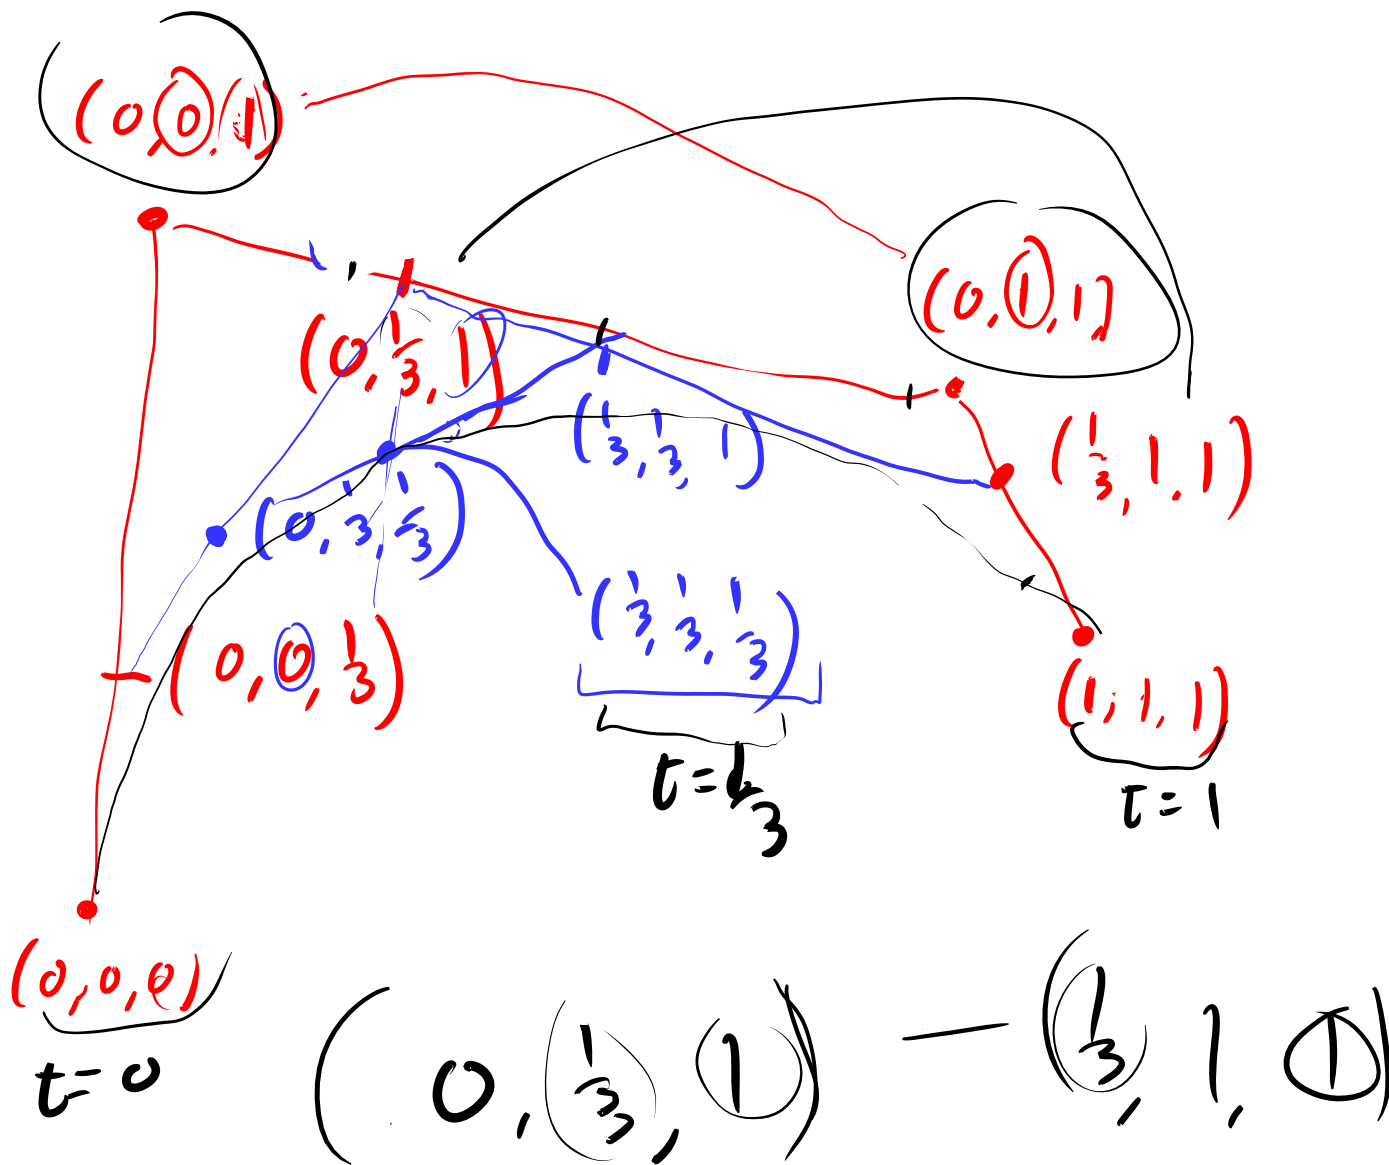 (0, 0, 1)
(0, 1, 1)
(0, 1/3, 1)
(1/3, 1/3, 1)
(1/3, 1, 1)
(0, 1/3, 1/3)
(1/3, 1/3, 1/3)
(0, 0, 1/3)
(1, 1, 1)
t = 1/3
t = 1
(0, 0, 0)
t = 0
(0, 1/3, 1) — (1/3, 1, 1)